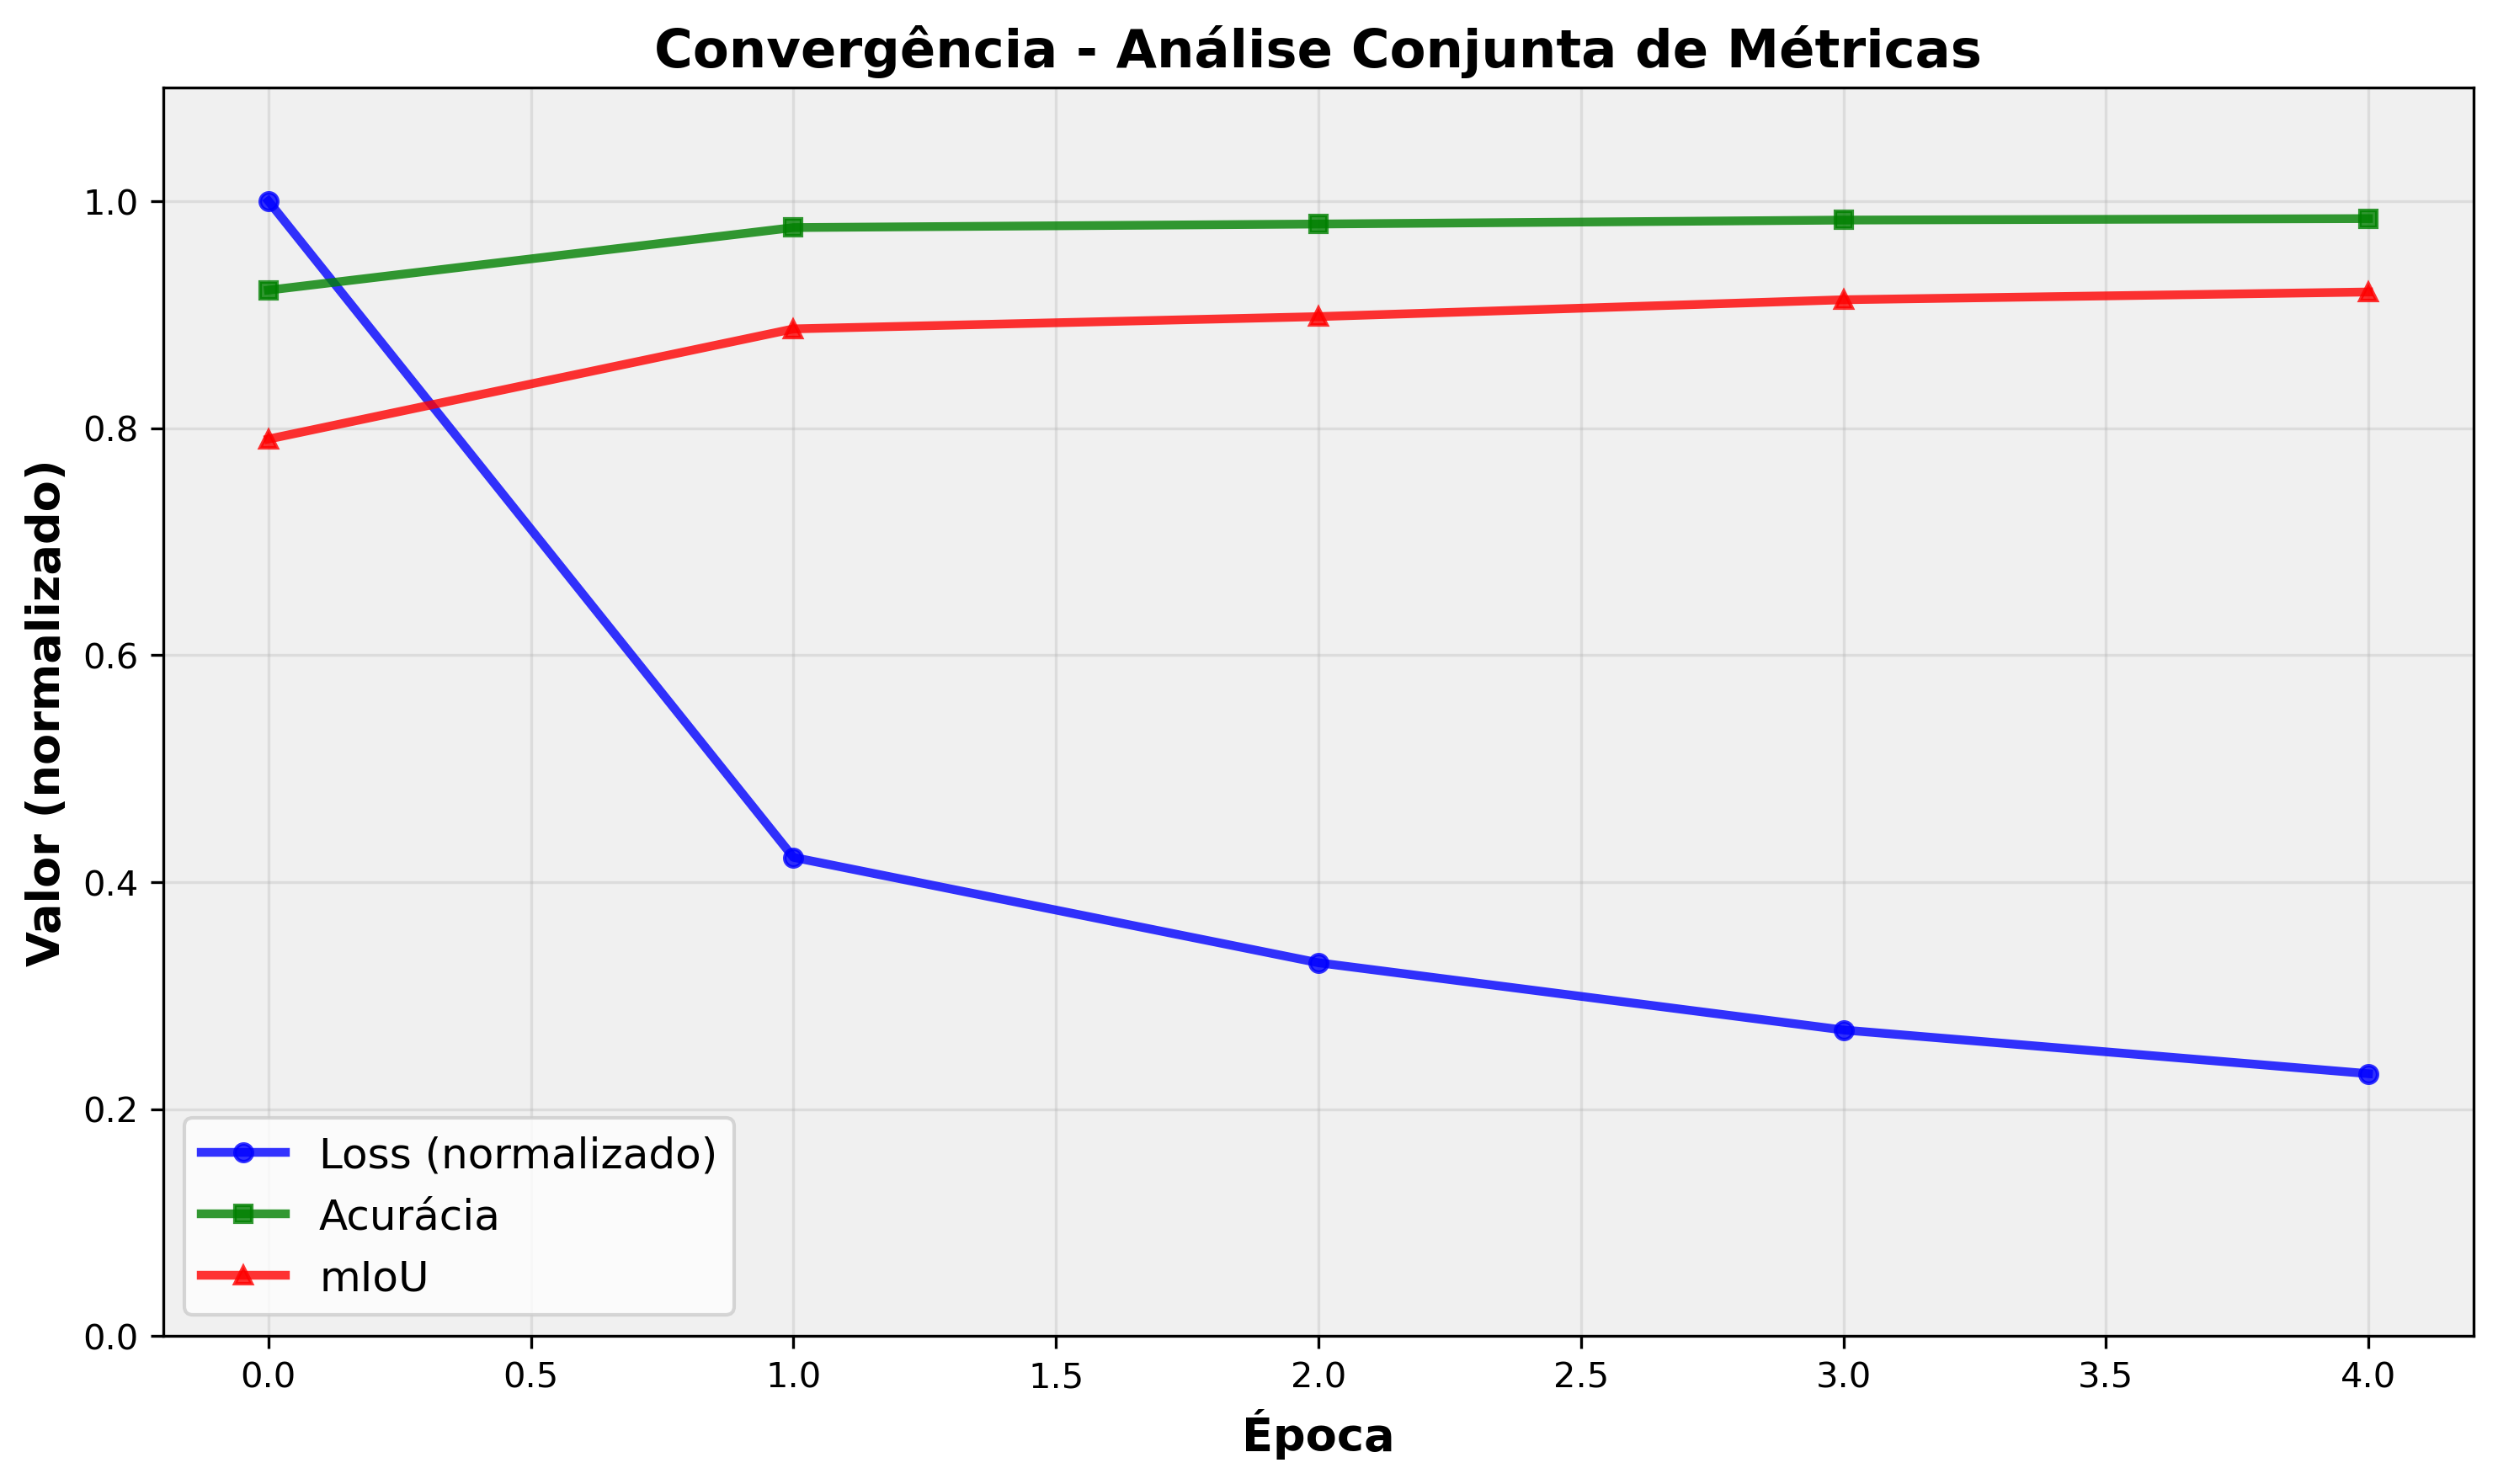 Convergência - Análise Conjunta de Métricas
Valor (normalizado)
1.0
0.8
0.6
0.4
0.2
0.0
Loss (normalizado)
Acurácia
mIoU
0.0 0.5 1.0 1.5 2.0 2.5 3.0 3.5 4.0
Época